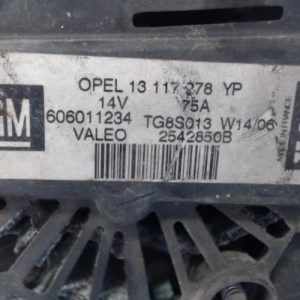 GM
OPEL 13 117 278 YP
14V 75A
606011234 TG8S013 W14/06
VALEO 2542850B
MADE IN FRANCE